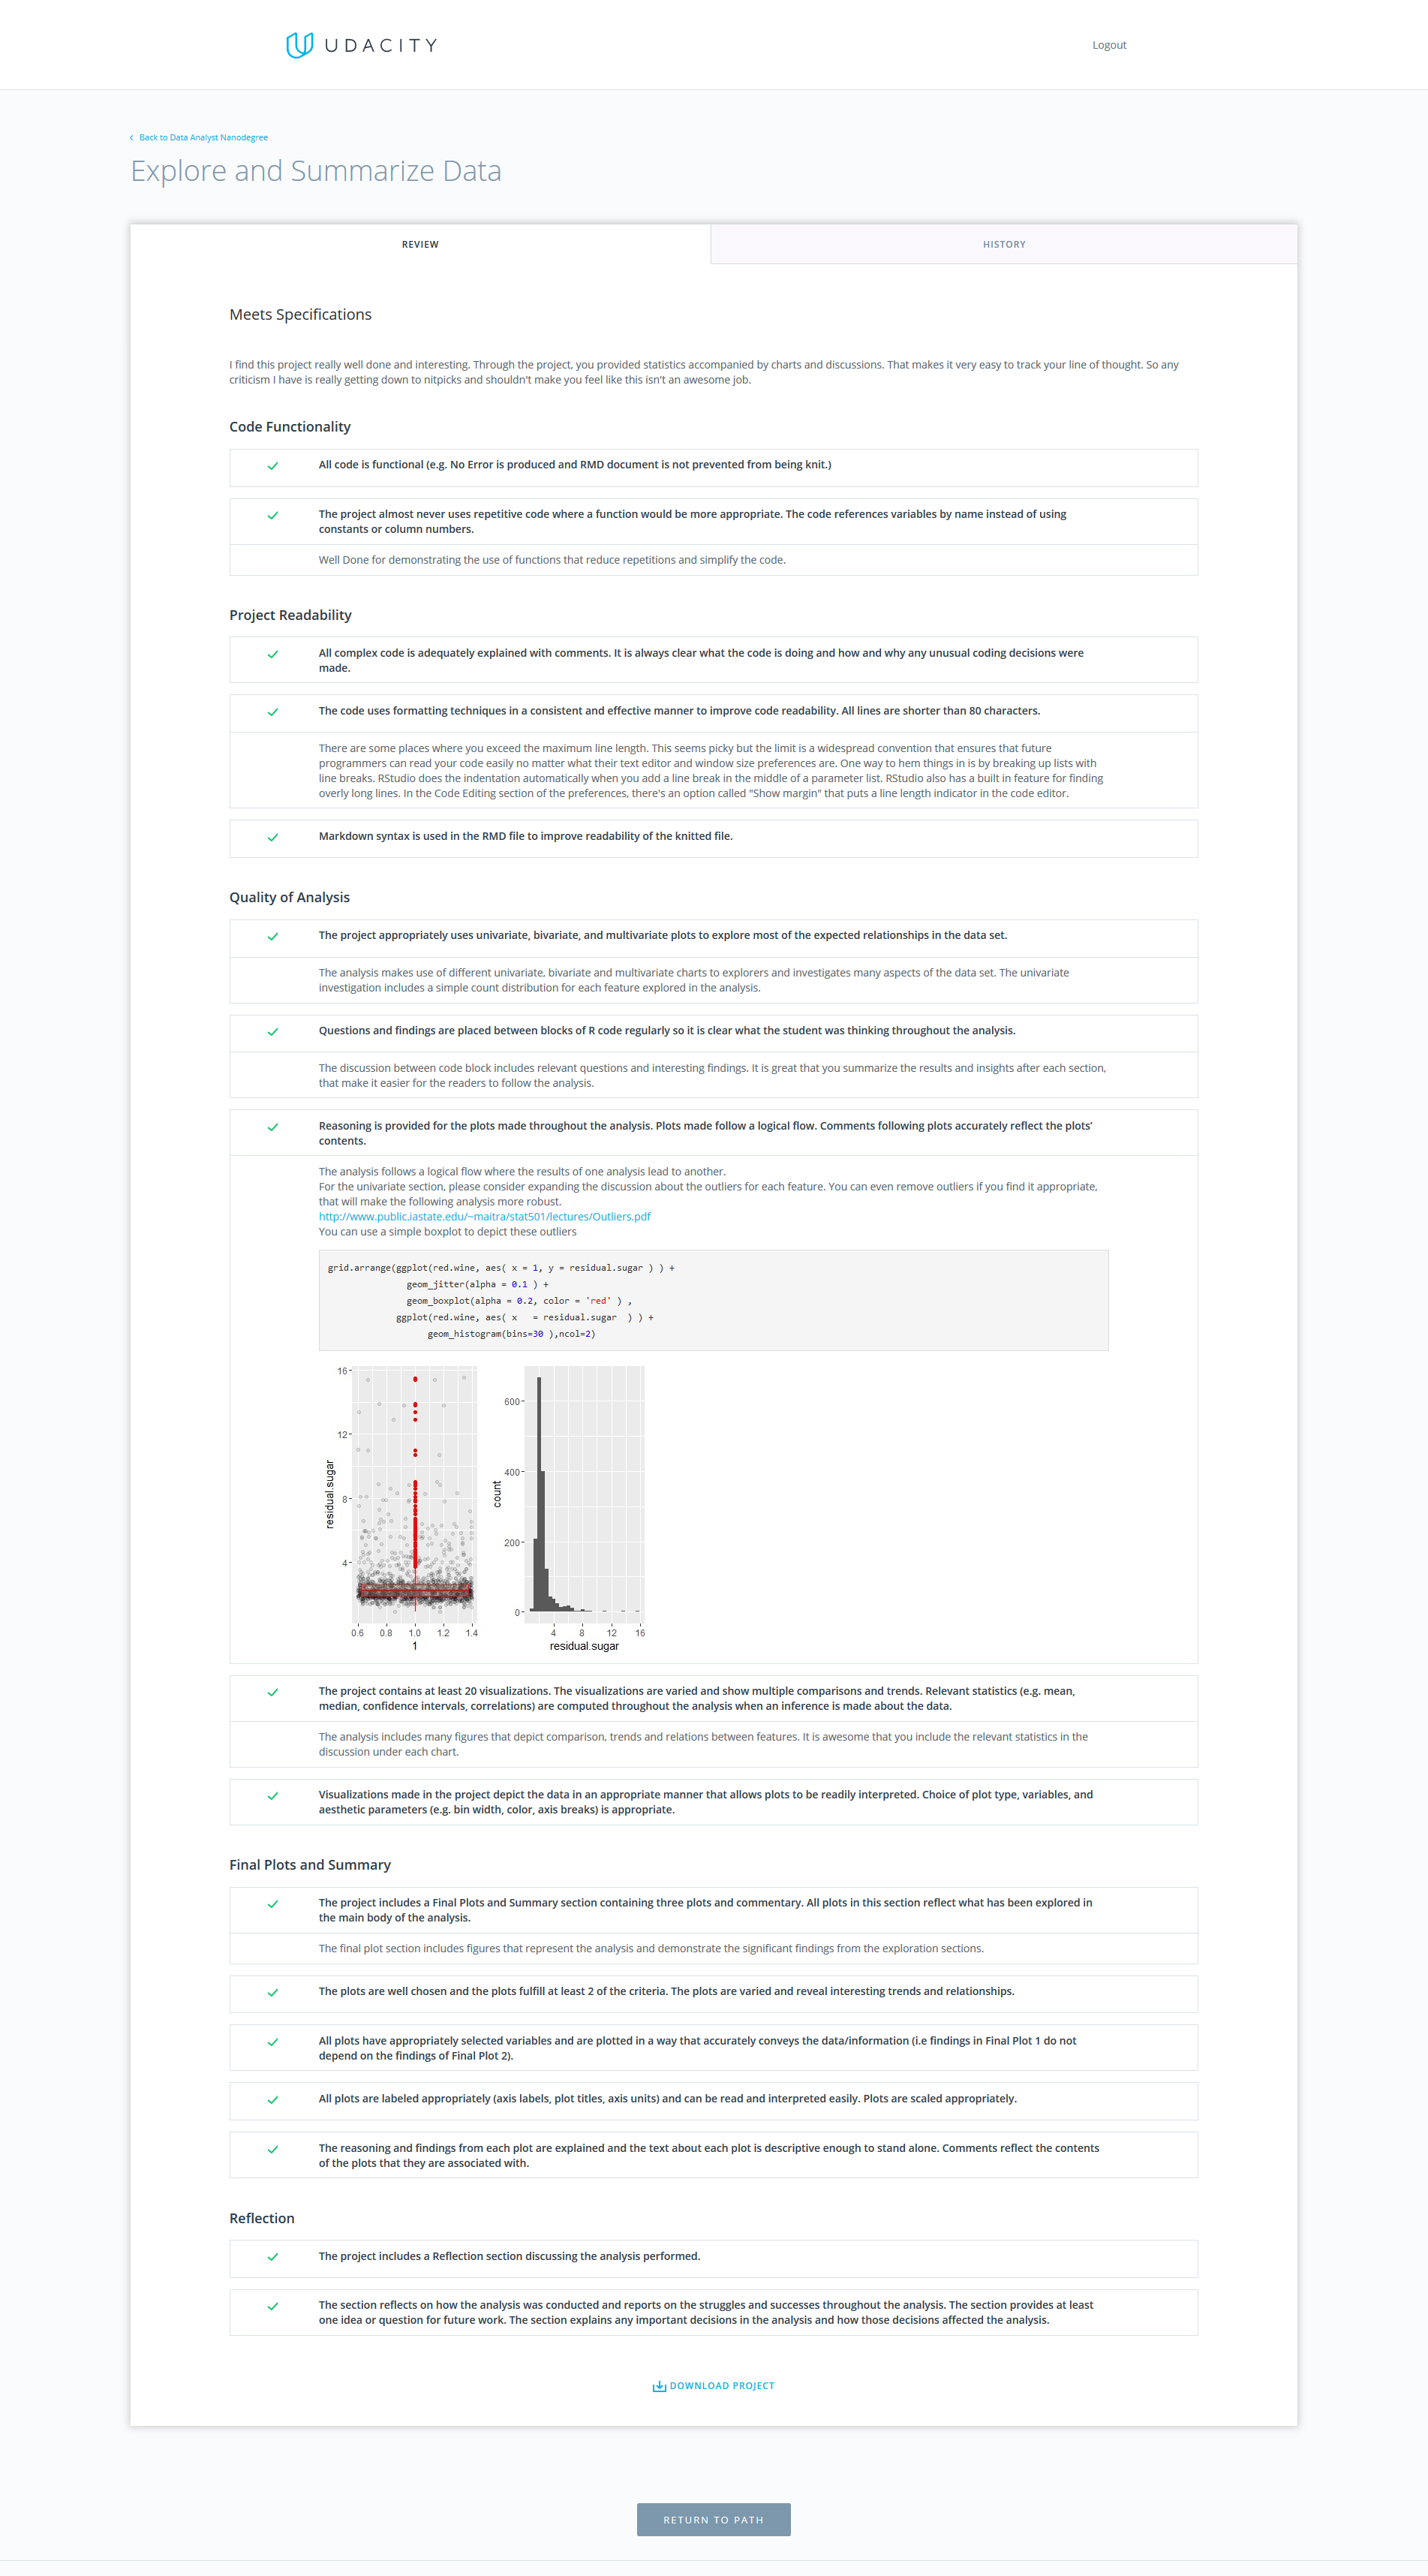 UDACITY
Logout
Back to Data Analyst Nanodegree
Explore and Summarize Data
REVIEW
HISTORY
Meets Specifications
I find this project really well done and interesting. Through the project, you provided statistics accompanied by charts and discussions. That makes it very easy to track your line of thought. So any
criticism I have is really getting down to nitpicks and shouldn't make you feel like this isn't an awesome job.
Code Functionality
All code is functional (e.g. No Error is produced and RMD document is not prevented from being knit.)
The project almost never uses repetitive code where a function would be more appropriate. The code references variables by name instead of using
constants or column numbers.
Well Done for demonstrating the use of functions that reduce repetitions and simplify the code.
Project Readability
All complex code is adequately explained with comments. It is always clear what the code is doing and how and why any unusual coding decisions were
made.
The code uses formatting techniques in a consistent and effective manner to improve code readability. All lines are shorter than 80 characters.
There are some places where you exceed the maximum line length. This seems picky but the limit is a widespread convention that ensures that future
programmers can read your code easily no matter what their text editor and window size preferences are. One way to hem things in is by breaking up lists with
line breaks. RStudio does the indentation automatically when you add a line break in the middle of a parameter list. RStudio also has a built in feature for finding
overly long lines. In the Code Editing section of the preferences, there's an option called "Show margin" that puts a line length indicator in the code editor.
Markdown syntax is used in the RMD file to improve readability of the knitted file.
Quality of Analysis
The project appropriately uses univariate, bivariate, and multivariate plots to explore most of the expected relationships in the data set.
The analysis makes use of different univariate, bivariate and multivariate charts to explorers and investigates many aspects of the data set. The univariate
investigation includes a simple count distribution for each feature explored in the analysis.
Questions and findings are placed between blocks of R code regularly so it is clear what the student was thinking throughout the analysis.
The discussion between code block includes relevant questions and interesting findings. It is great that you summarize the results and insights after each section,
that make it easier for the readers to follow the analysis.
Reasoning is provided for the plots made throughout the analysis. Plots made follow a logical flow. Comments following plots accurately reflect the plots’
contents.
The analysis follows a logical flow where the results of one analysis lead to another.
For the univariate section, please consider expanding the discussion about the outliers for each feature. You can even remove outliers if you find it appropriate,
that will make the following analysis more robust.
http://www.public.iastate.edu/~maitra/stat501/lectures/Outliers.pdf
You can use a simple boxplot to depict these outliers
grid.arrange(ggplot(red.wine, aes( x = 1, y = residual.sugar ) ) +
geom_jitter(alpha = 0.1 ) +
geom_boxplot(alpha = 0.2, color = 'red' ) ,
ggplot(red.wine, aes( x   = residual.sugar  ) ) +
geom_histogram(bins=30 ),ncol=2)
16
12
8
4
residual.sugar
0.6 0.8 1.0 1.2 1.4
1
600
400
200
0
count
4 8 12 16
residual.sugar
The project contains at least 20 visualizations. The visualizations are varied and show multiple comparisons and trends. Relevant statistics (e.g. mean,
median, confidence intervals, correlations) are computed throughout the analysis when an inference is made about the data.
The analysis includes many figures that depict comparison, trends and relations between features. It is awesome that you include the relevant statistics in the
discussion under each chart.
Visualizations made in the project depict the data in an appropriate manner that allows plots to be readily interpreted. Choice of plot type, variables, and
aesthetic parameters (e.g. bin width, color, axis breaks) is appropriate.
Final Plots and Summary
The project includes a Final Plots and Summary section containing three plots and commentary. All plots in this section reflect what has been explored in
the main body of the analysis.
The final plot section includes figures that represent the analysis and demonstrate the significant findings from the exploration sections.
The plots are well chosen and the plots fulfill at least 2 of the criteria. The plots are varied and reveal interesting trends and relationships.
All plots have appropriately selected variables and are plotted in a way that accurately conveys the data/information (i.e findings in Final Plot 1 do not
depend on the findings of Final Plot 2).
All plots are labeled appropriately (axis labels, plot titles, axis units) and can be read and interpreted easily. Plots are scaled appropriately.
The reasoning and findings from each plot are explained and the text about each plot is descriptive enough to stand alone. Comments reflect the contents
of the plots that they are associated with.
Reflection
The project includes a Reflection section discussing the analysis performed.
The section reflects on how the analysis was conducted and reports on the struggles and successes throughout the analysis. The section provides at least
one idea or question for future work. The section explains any important decisions in the analysis and how those decisions affected the analysis.
DOWNLOAD PROJECT
RETURN TO PATH